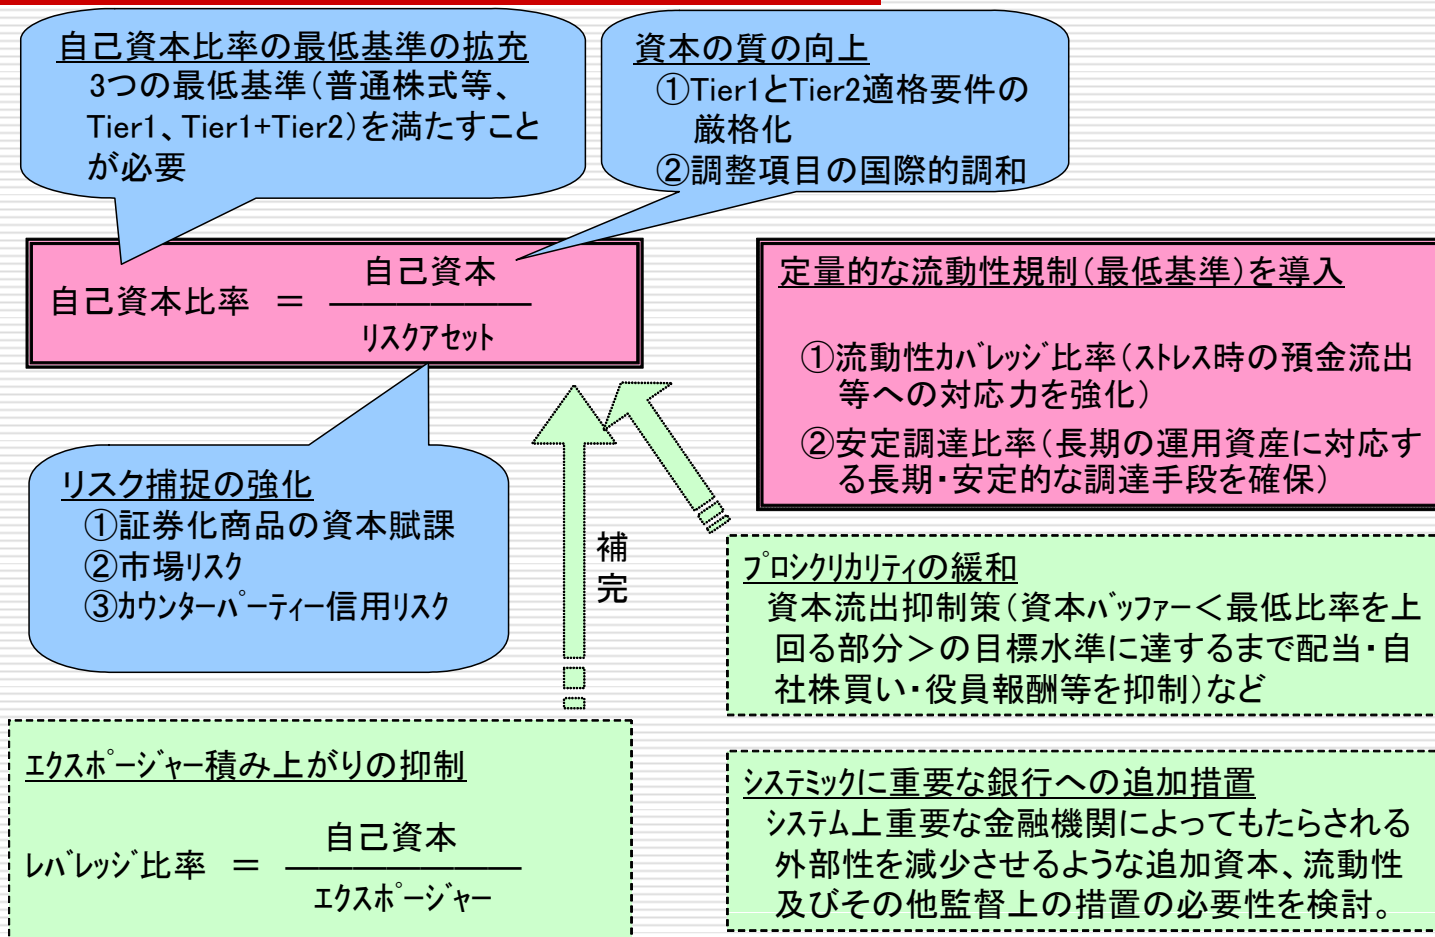 自己資本比率の最低基準の拡充
3つの最低基準(普通株式等、
Tier1、Tier1+Tier2)を満たすこと
が必要
資本の質の向上
①Tier1とTier2適格要件の
厳格化
②調整項目の国際的調和
自己資本比率 = 自己資本
リスクアセット
定量的な流動性規制(最低基準)を導入
①流動性カバレッジ比率(ストレス時の預金流出
等への対応力を強化)
②安定調達比率(長期の運用資産に対応す
る長期・安定的な調達手段を確保)
リスク捕捉の強化
①証券化商品の資本賦課
②市場リスク
③カウンターパーティー信用リスク
補
完
プロシクリカリティの緩和
資本流出抑制策(資本バッファー<最低比率を上
回る部分>の目標水準に達するまで配当・自
社株買い・役員報酬等を抑制)など
エクスポージャー積み上がりの抑制
レバレッジ比率 = 自己資本
エクスポージャー
システミックに重要な銀行への追加措置
システム上重要な金融機関によってもたらされる
外部性を減少させるような追加資本、流動性
及びその他監督上の措置の必要性を検討。